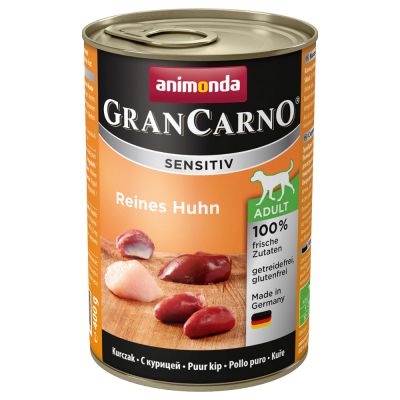 animonda
GRANCARNO®
SENSITIV
Reines Huhn
ADULT
100%
frische
Zutaten
getreidefrei,
glutenfrei
Made in
Germany
Kurczak • С курицей • Puur kip • Pollo puro • Kuře
400 g